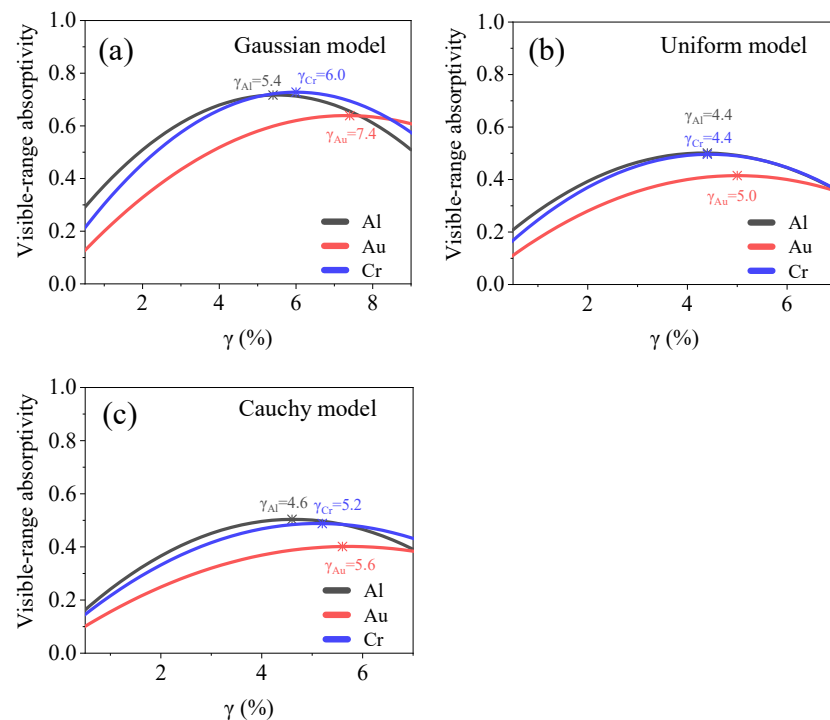 (a)
Gaussian model
Visible-range absorptivity
1.0
0.8
0.6
0.4
0.2
0.0
γAl=5.4
γCr=6.0
γAu=7.4
Al
Au
Cr
2 4 6 8
γ (%)
(b)
Uniform model
Visible-range absorptivity
1.0
0.8
0.6
0.4
0.2
0.0
γAl=4.4
γCr=4.4
γAu=5.0
Al
Au
Cr
2 4 6
γ (%)
(c)
Cauchy model
Visible-range absorptivity
1.0
0.8
0.6
0.4
0.2
0.0
γAl=4.6
γCr=5.2
γAu=5.6
Al
Au
Cr
2 4 6
γ (%)